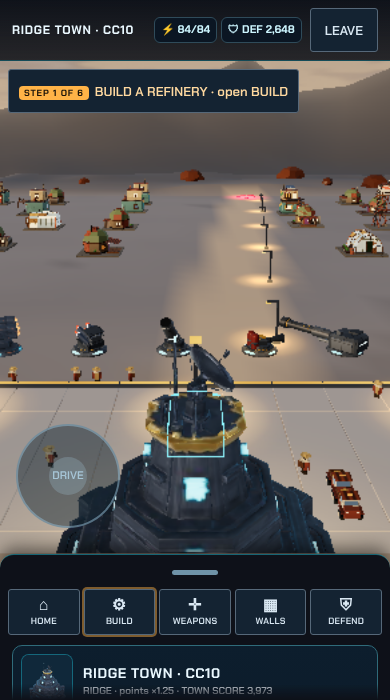 RIDGE TOWN · CC10
⚡ 84/84
🛡 DEF 2,648
LEAVE
STEP 1 OF 6 BUILD A REFINERY · open BUILD
DRIVE
HOME
BUILD
WEAPONS
WALLS
DEFEND
RIDGE TOWN · CC10
RIDGE · points ×1.25 · TOWN SCORE 3,973